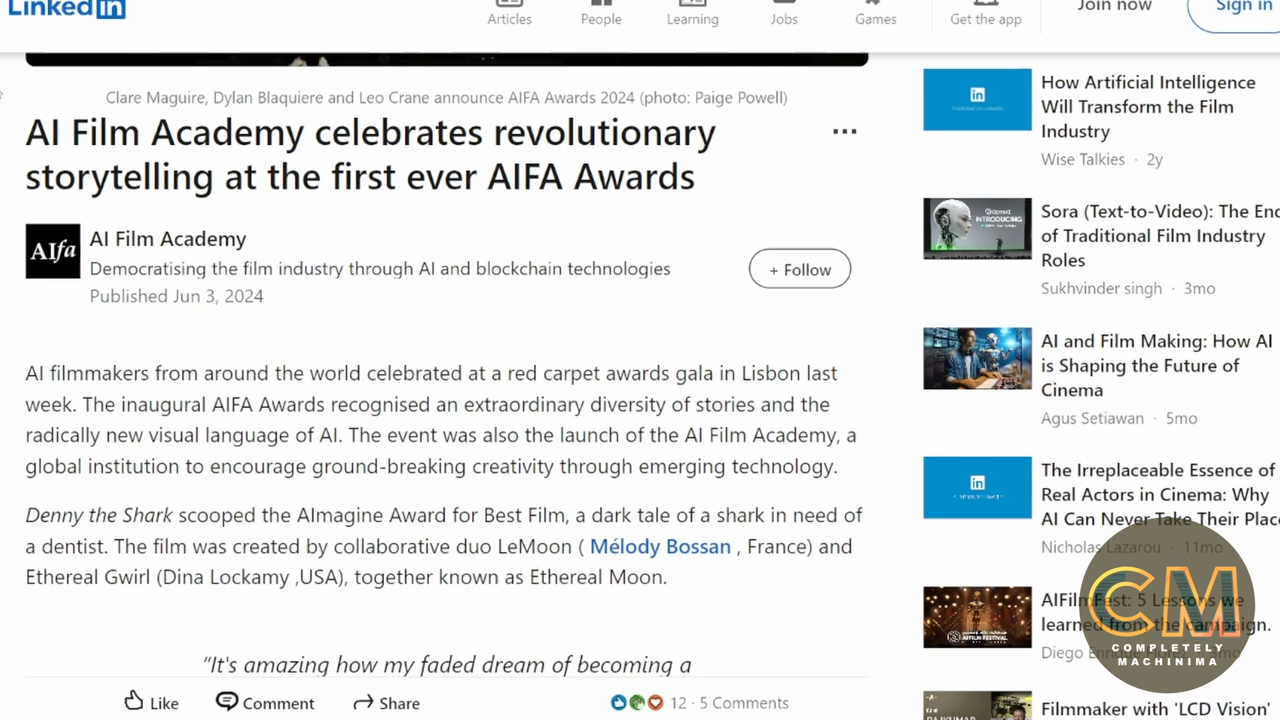 Linkedin
Articles
People
Learning
Jobs
Games
Get the app
Join now
Sign in
Clare Maguire, Dylan Blaquiere and Leo Crane announce AIFA Awards 2024 (photo: Paige Powell)
AI Film Academy celebrates revolutionary
storytelling at the first ever AIFA Awards
AIfa
AI Film Academy
Democratising the film industry through AI and blockchain technologies
Published Jun 3, 2024
+ Follow
AI filmmakers from around the world celebrated at a red carpet awards gala in Lisbon last
week. The inaugural AIFA Awards recognised an extraordinary diversity of stories and the
radically new visual language of AI. The event was also the launch of the AI Film Academy, a
global institution to encourage ground-breaking creativity through emerging technology.
Denny the Shark scooped the AImagine Award for Best Film, a dark tale of a shark in need of
a dentist. The film was created by collaborative duo LeMoon ( Mélody Bossan , France) and
Ethereal Gwirl (Dina Lockamy ,USA), together known as Ethereal Moon.
"It's amazing how my faded dream of becoming a
Like
Comment
Share
12 · 5 Comments
How Artificial Intelligence
Will Transform the Film
Industry
Wise Talkies · 2y
INTRODUCING
Sora (Text-to-Video): The End
of Traditional Film Industry
Roles
Sukhvinder singh · 3mo
AI and Film Making: How AI
is Shaping the Future of
Cinema
Agus Setiawan · 5mo
in
The Irreplaceable Essence of
Real Actors in Cinema: Why
AI Can Never Take Their Place
Nicholas Lazarou · 11mo
AIFilmFest: 5 Lessons we
learned from the campaign.
Diego Enrique
Filmmaker with 'LCD Vision'
CM
COMPLETELY
MACHINIMA